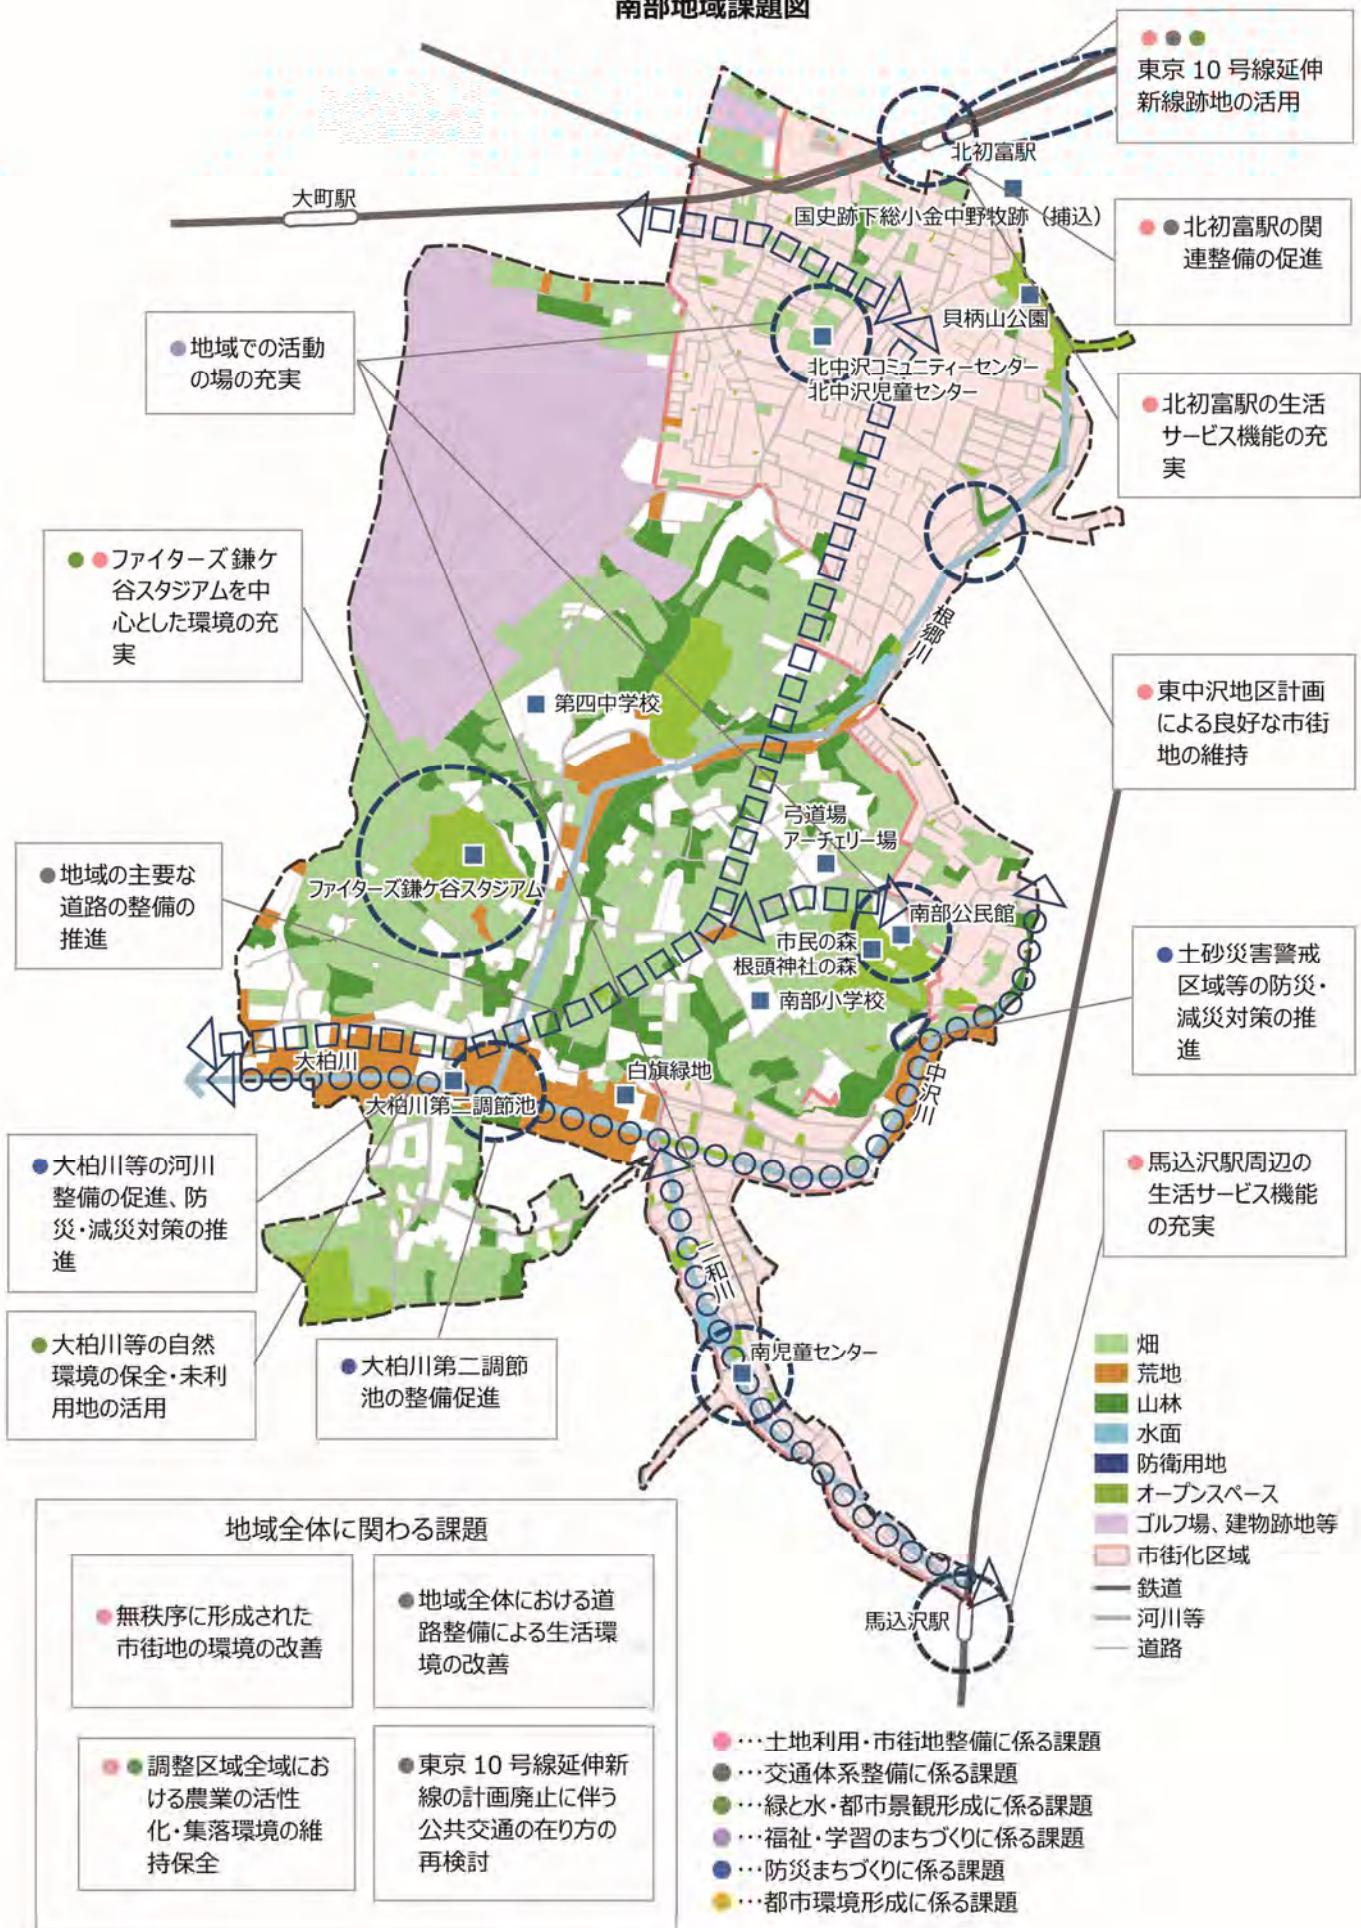 南部地域課題図
東京 10 号線延伸
新線跡地の活用
北初富駅
大町駅
国史跡下総小金中野牧跡（捕込）
北初富駅の関
連整備の促進
貝柄山公園
地域での活動
の場の充実
北中沢コミュニティーセンター
北中沢児童センター
北初富駅の生活
サービス機能の充
実
ファイターズ鎌ケ
谷スタジアムを中
心とした環境の充
実
根郷川
東中沢地区計画
による良好な市街
地の維持
第四中学校
弓道場
アーチェリー場
地域の主要な
道路の整備の
推進
ファイターズ鎌ケ谷スタジアム
南部公民館
市民の森
根頭神社の森
南部小学校
土砂災害警戒
区域等の防災・
減災対策の推
進
大柏川
白旗緑地
大柏川第二調節池
中沢川
大柏川等の河川
整備の促進、防
災・減災対策の推
進
馬込沢駅周辺の
生活サービス機能
の充実
二和川
大柏川等の自然
環境の保全・未利
用地の活用
大柏川第二調節
池の整備促進
南児童センター
畑
荒地
山林
水面
防衛用地
オープンスペース
ゴルフ場、建物跡地等
市街化区域
鉄道
河川等
道路
馬込沢駅
地域全体に関わる課題
無秩序に形成された
市街地の環境の改善
地域全体における道
路整備による生活環
境の改善
調整区域全域にお
ける農業の活性
化・集落環境の維
持保全
東京 10 号線延伸新
線の計画廃止に伴う
公共交通の在り方の
再検討
…土地利用・市街地整備に係る課題
…交通体系整備に係る課題
…緑と水・都市景観形成に係る課題
…福祉・学習のまちづくりに係る課題
…防災まちづくりに係る課題
…都市環境形成に係る課題